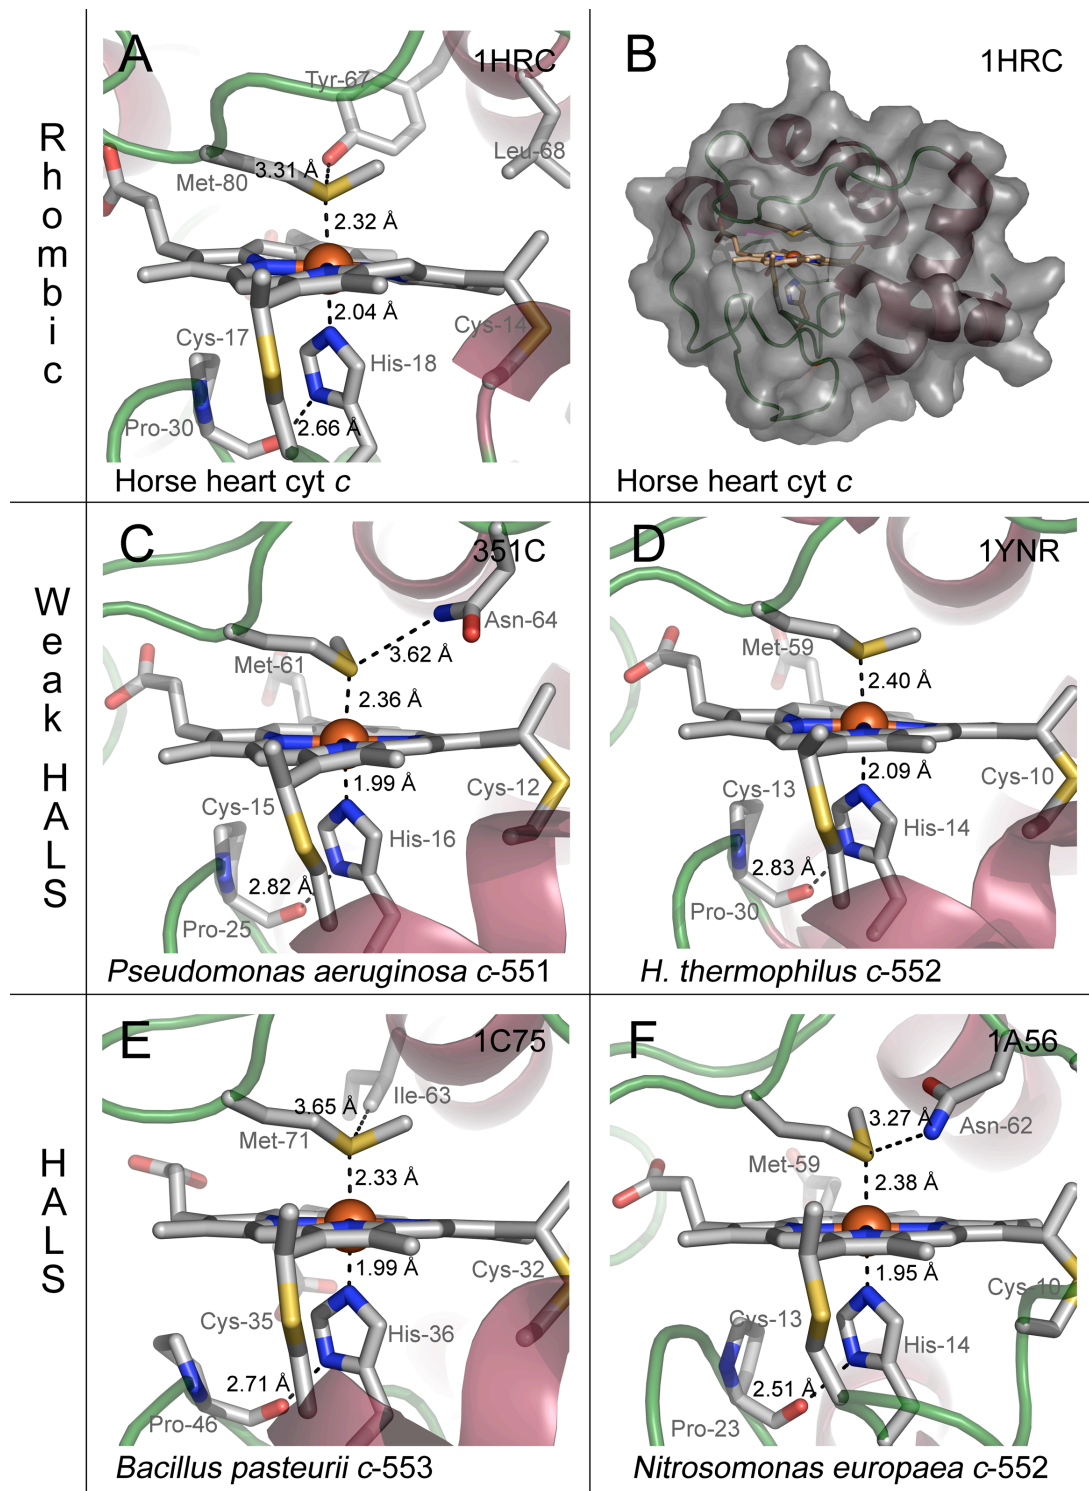 Rhombic
A
1HRC
Tyr-67
Leu-68
3.31 Å
Met-80
2.32 Å
2.04 Å
Cys-14
Cys-17
His-18
Pro-30
2.66 Å
Horse heart cyt c
B
1HRC
Horse heart cyt c
Weak HALS
C
351C
Asn-64
3.62 Å
Met-61
2.36 Å
1.99 Å
Cys-12
Cys-15
His-16
2.82 Å
Pro-25
Pseudomonas aeruginosa c-551
D
1YNR
Met-59
2.40 Å
2.09 Å
Cys-10
Cys-13
His-14
2.83 Å
Pro-30
H. thermophilus c-552
HALS
E
1C75
Ile-63
3.65 Å
Met-71
2.33 Å
1.99 Å
Cys-32
Cys-35
His-36
2.71 Å
Pro-46
Bacillus pasteurii c-553
F
1A56
3.27 Å
Asn-62
Met-59
2.38 Å
1.95 Å
Cys-10
Cys-13
His-14
2.51 Å
Pro-23
Nitrosomonas europaea c-552